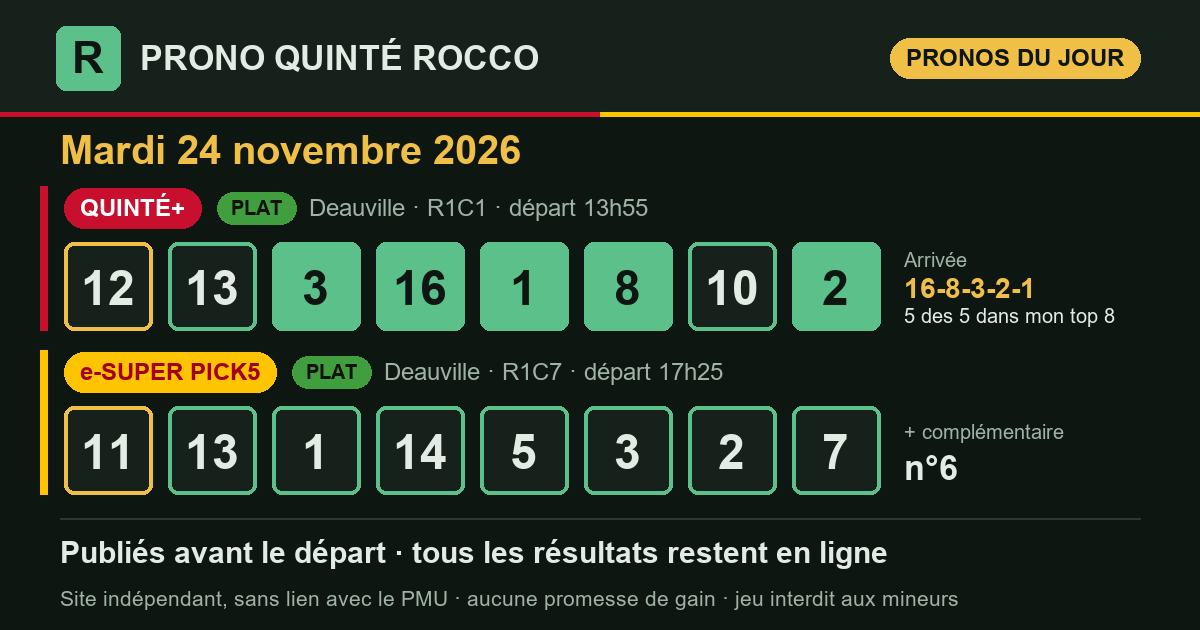 R PRONO QUINTÉ ROCCO PRONOS DU JOUR
Mardi 24 novembre 2026
QUINTÉ+ PLAT Deauville · R1C1 · départ 13h55
12 13 3 16 1 8 10 2
Arrivée
16-8-3-2-1
5 des 5 dans mon top 8
e-SUPER PICK5 PLAT Deauville · R1C7 · départ 17h25
11 13 1 14 5 3 2 7
+ complémentaire
n°6
Publiés avant le départ · tous les résultats restent en ligne
Site indépendant, sans lien avec le PMU · aucune promesse de gain · jeu interdit aux mineurs